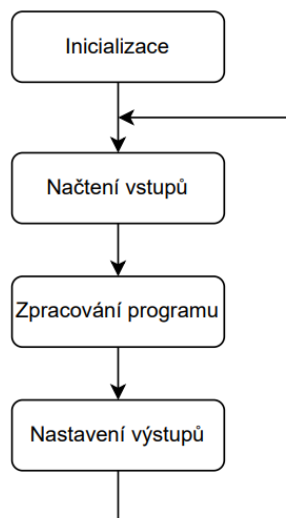 Inicializace
Načtení vstupů
Zpracování programu
Nastavení výstupů